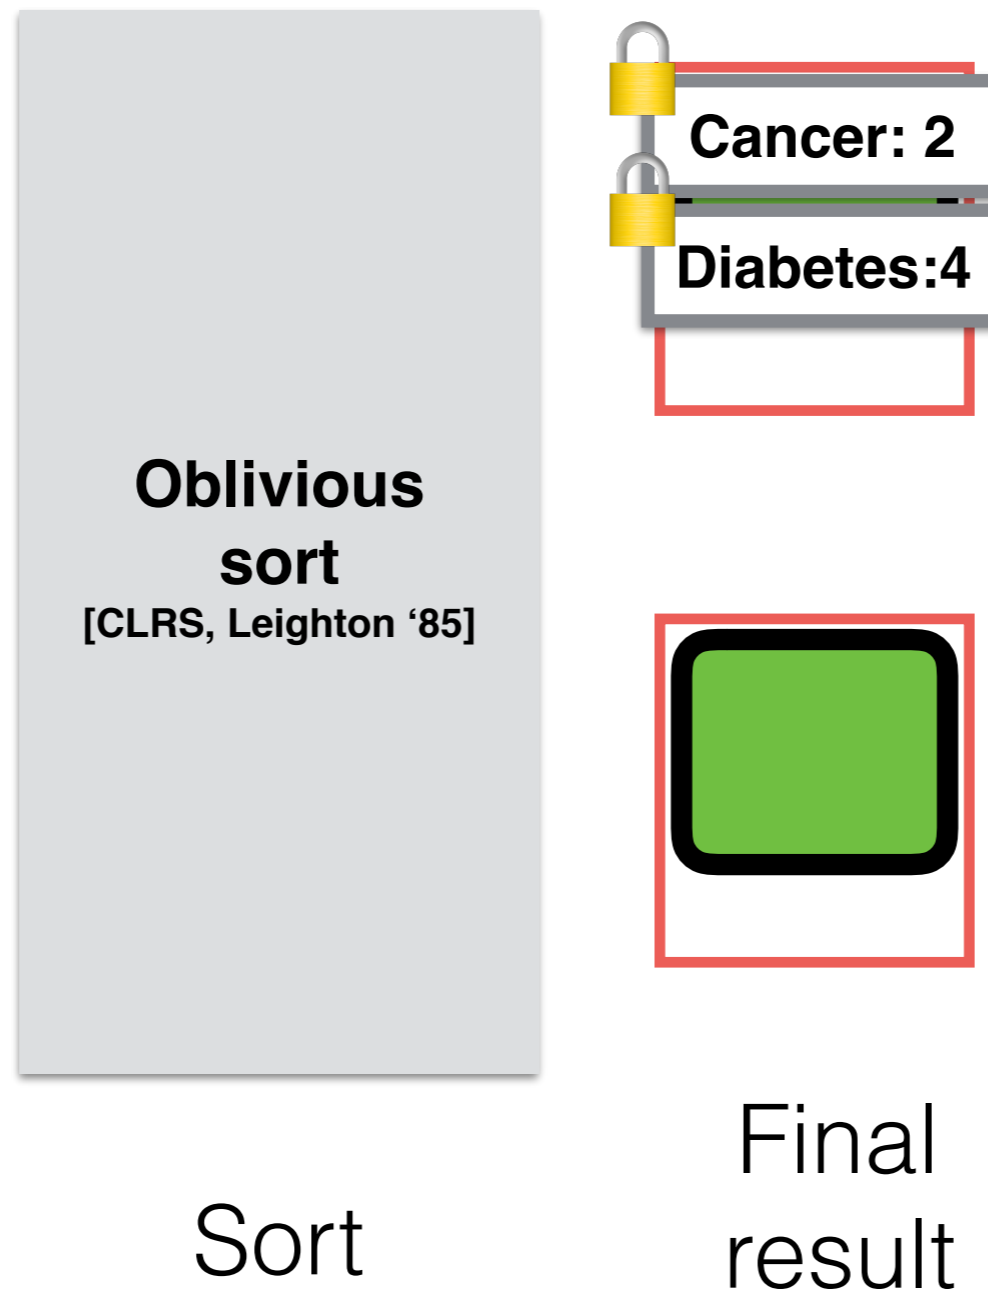 Cancer: 2
Diabetes:4
Oblivious
sort
[CLRS, Leighton ‘85]
Sort
Final
result